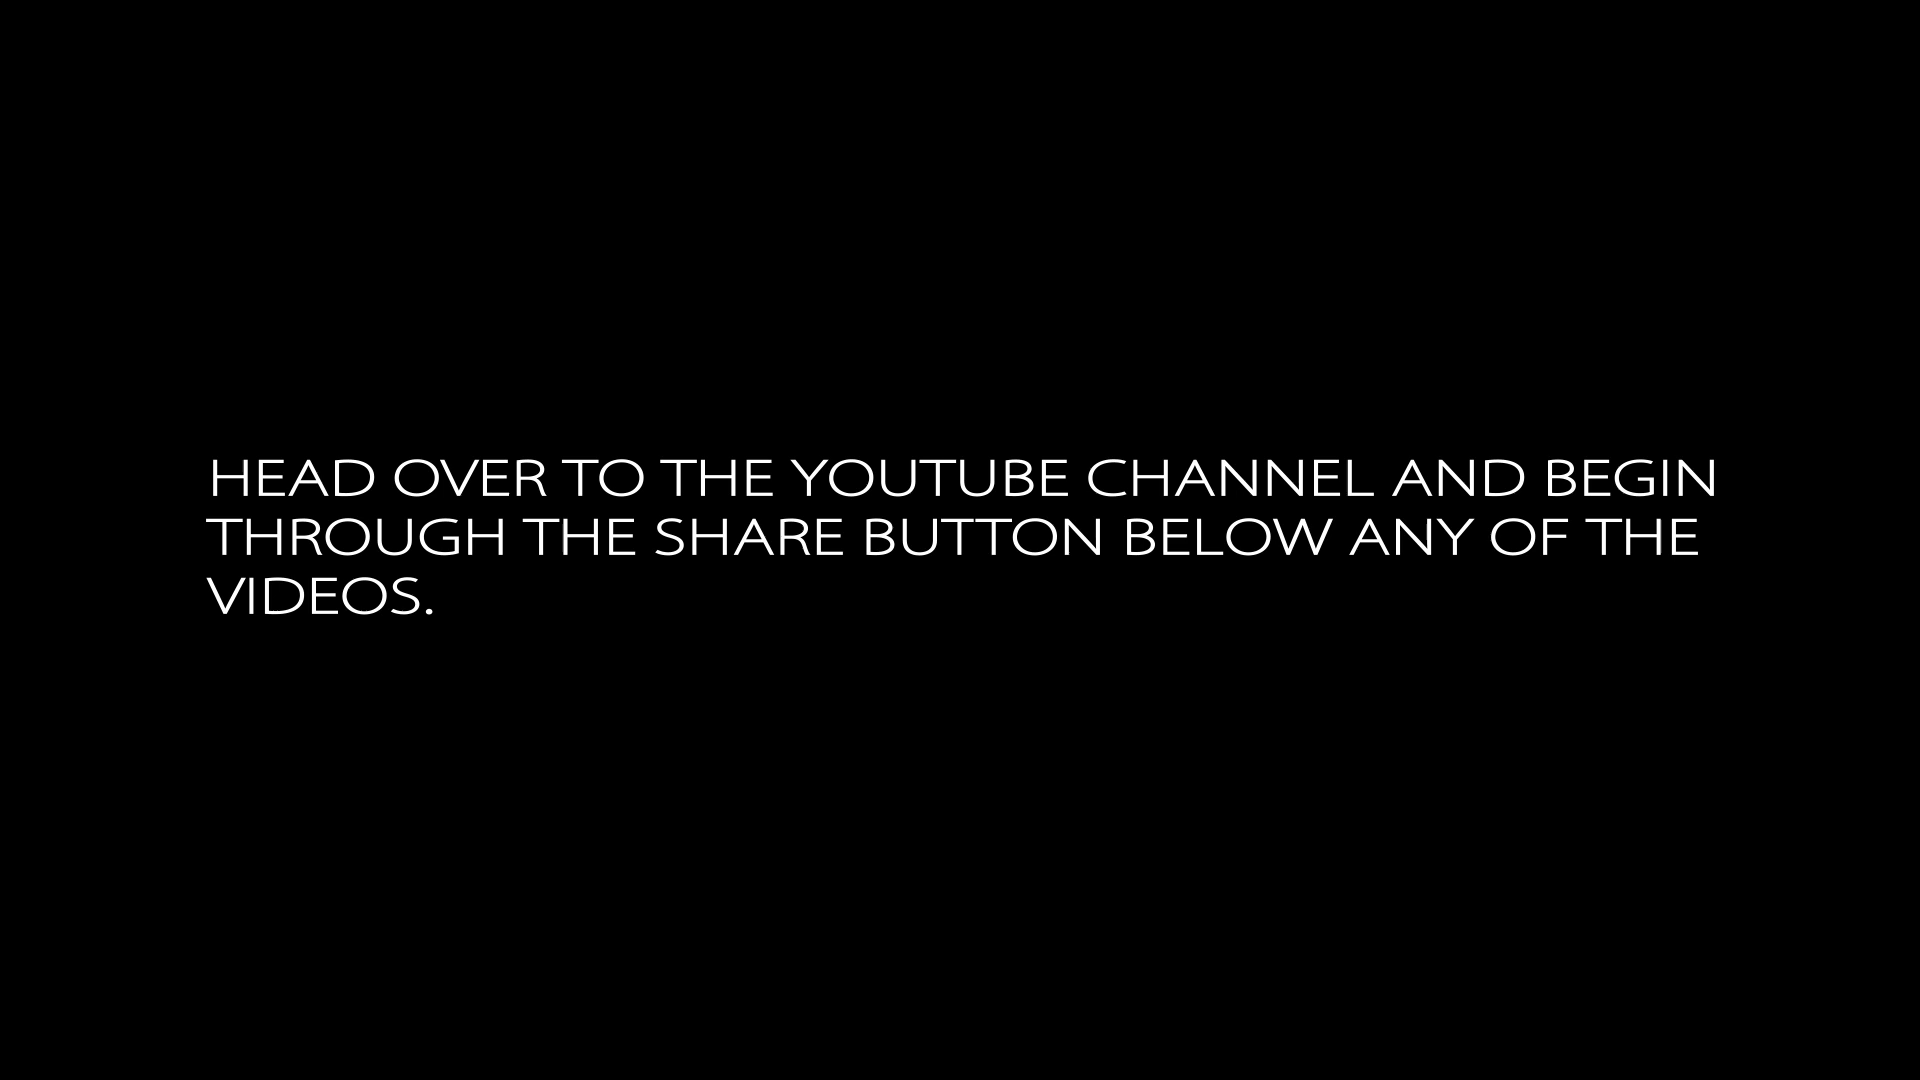 HEAD OVER TO THE YOUTUBE CHANNEL AND BEGIN
THROUGH THE SHARE BUTTON BELOW ANY OF THE
VIDEOS.